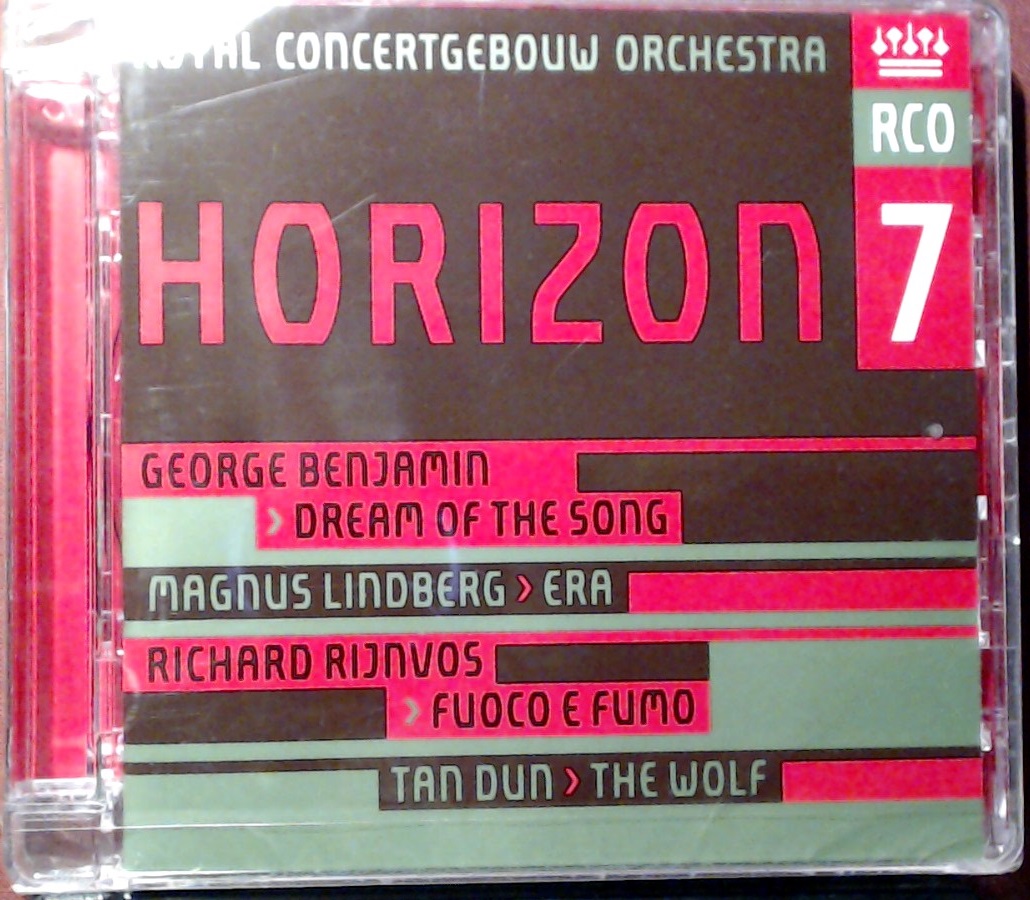 ROYAL CONCERTGEBOUW ORCHESTRA
RCO
HORIZON 7
GEORGE BENJAMIN
› DREAM OF THE SONG
MAGNUS LINDBERG › ERA
RICHARD RIJNVOS
› FUOCO E FUMO
TAN DUN › THE WOLF